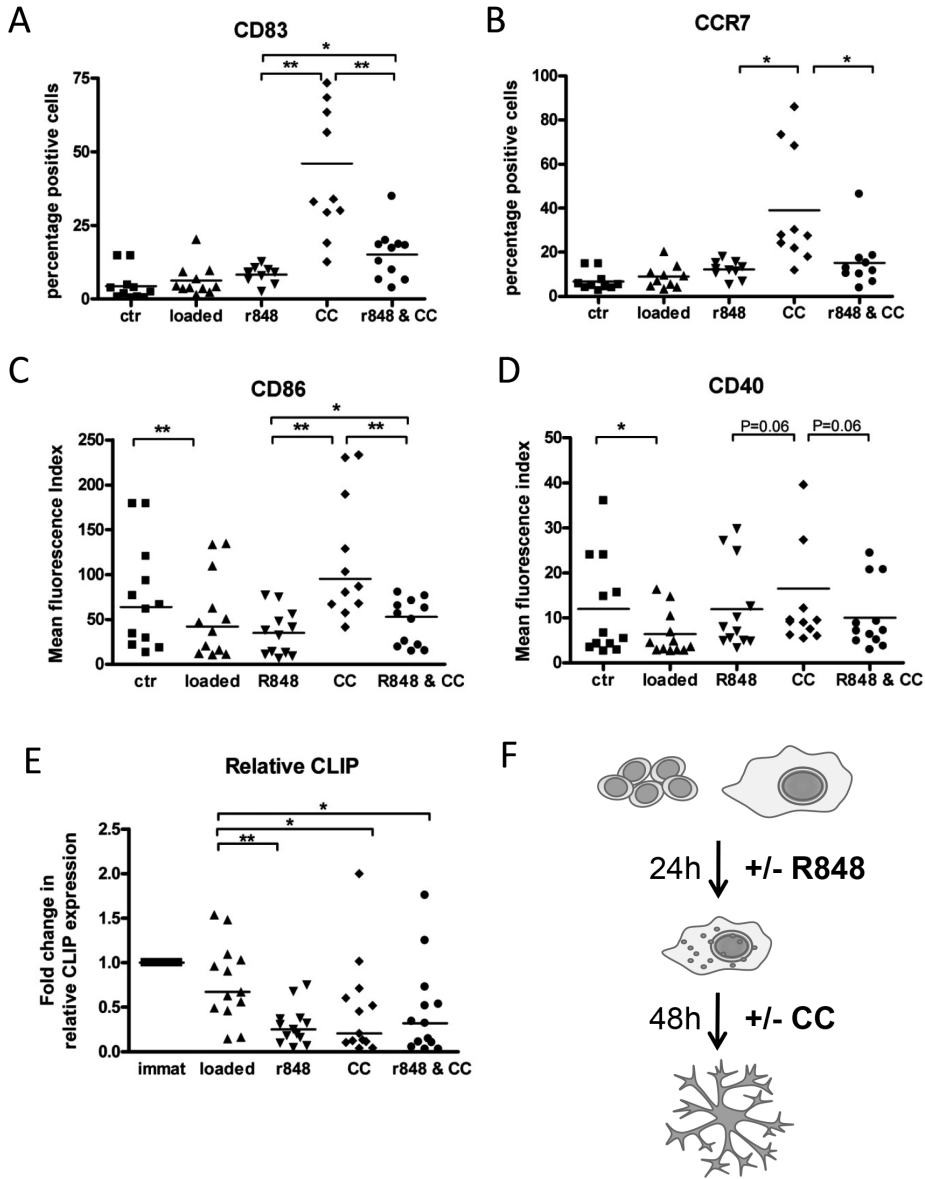 A
CD83
* 
** **
percentage positive cells
75
50
25
0
ctr loaded r848 CC r848 & CC
B
CCR7
* *
percentage positive cells
100
80
60
40
20
0
ctr loaded r848 CC r848 & CC
C
CD86
*
** ** **
Mean fluorescence Index
250
200
150
100
50
0
ctr loaded R848 CC R848 & CC
D
CD40
* P=0.06 P=0.06
Mean fluorescence index
50
40
30
20
10
0
ctr loaded R848 CC R848 & CC
E
Relative CLIP
*
*
**
Fold change in
relative CLIP expression
2.5
2.0
1.5
1.0
0.5
0.0
immat loaded r848 CC r848 & CC
F
24h +/- R848
48h +/- CC